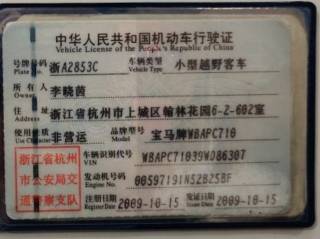 中华人民共和国机动车行驶证
Vehicle License of the People's Republic of China
号牌号码 浙A2853C 车辆类型 小型越野客车
Plate No. Vehicle Type
所有人 李晓茵
Owner
住址 浙江省杭州市上城区翰林花园6-2-602室
Address
使用性质 非营运 品牌型号 宝马牌WBAPC710
Use Character Model
浙江省杭州市公安局交通警察支队
车辆识别代号 WBAPC71039WD86307
VIN
发动机号码 00597191N52B25BF
Engine No.
注册日期 2009-10-15 发证日期 2009-10-15
Register Date Issue Date